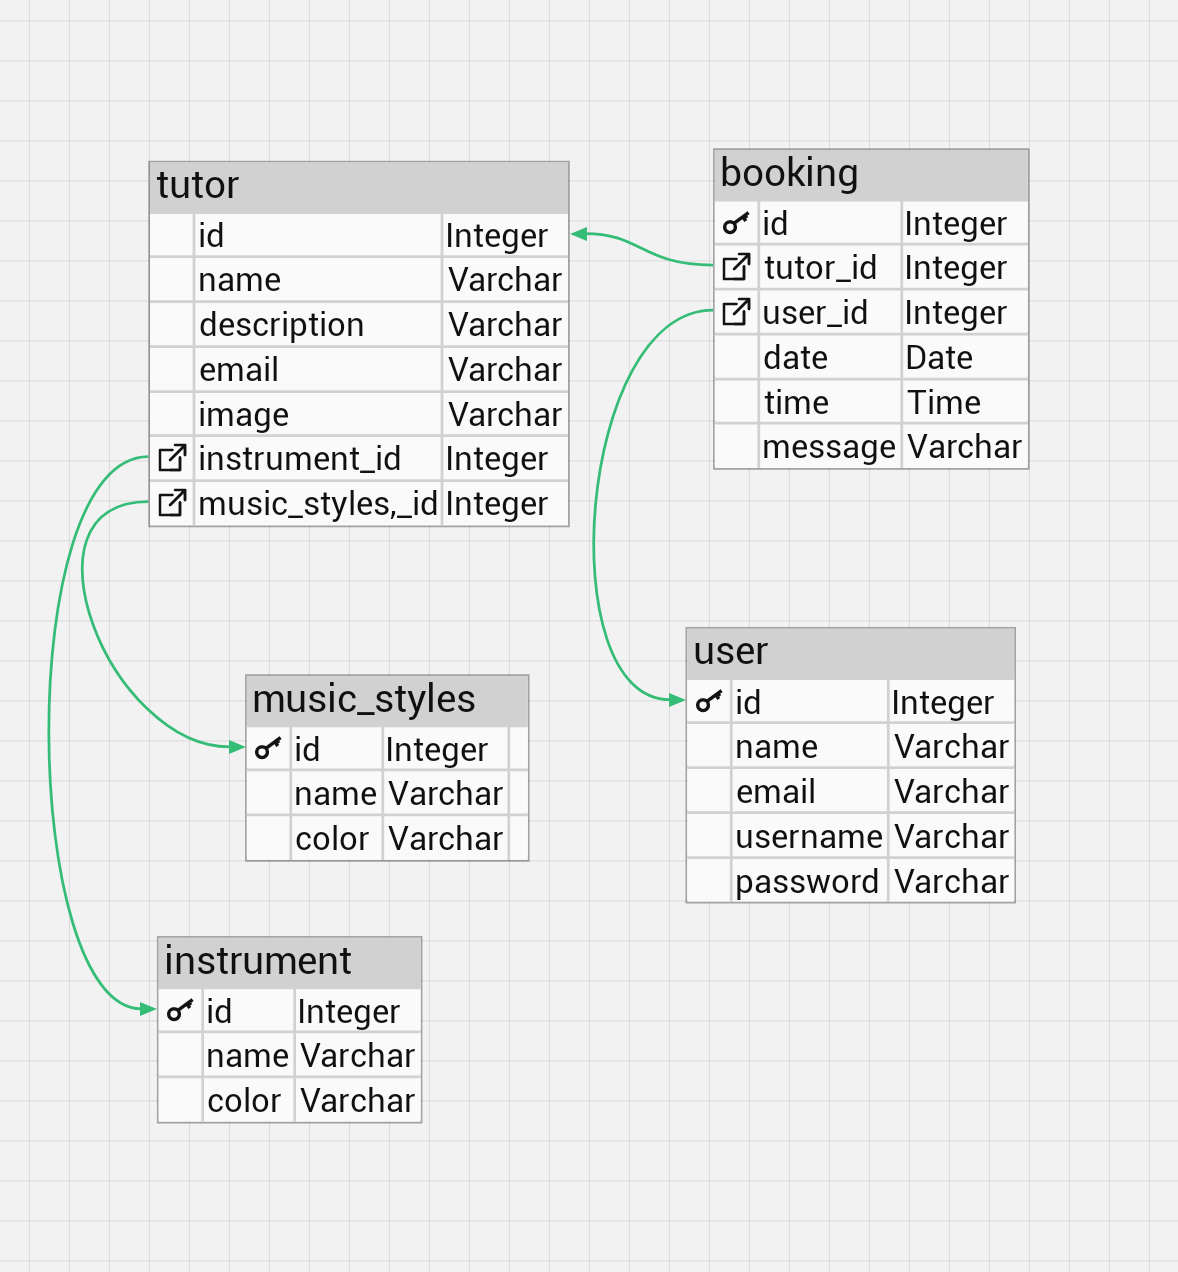 tutor
id Integer
name Varchar
description Varchar
email Varchar
image Varchar
instrument_id Integer
music_styles,_id Integer
booking
id Integer
tutor_id Integer
user_id Integer
date Date
time Time
message Varchar
music_styles
id Integer
name Varchar
color Varchar
user
id Integer
name Varchar
email Varchar
username Varchar
password Varchar
instrument
id Integer
name Varchar
color Varchar